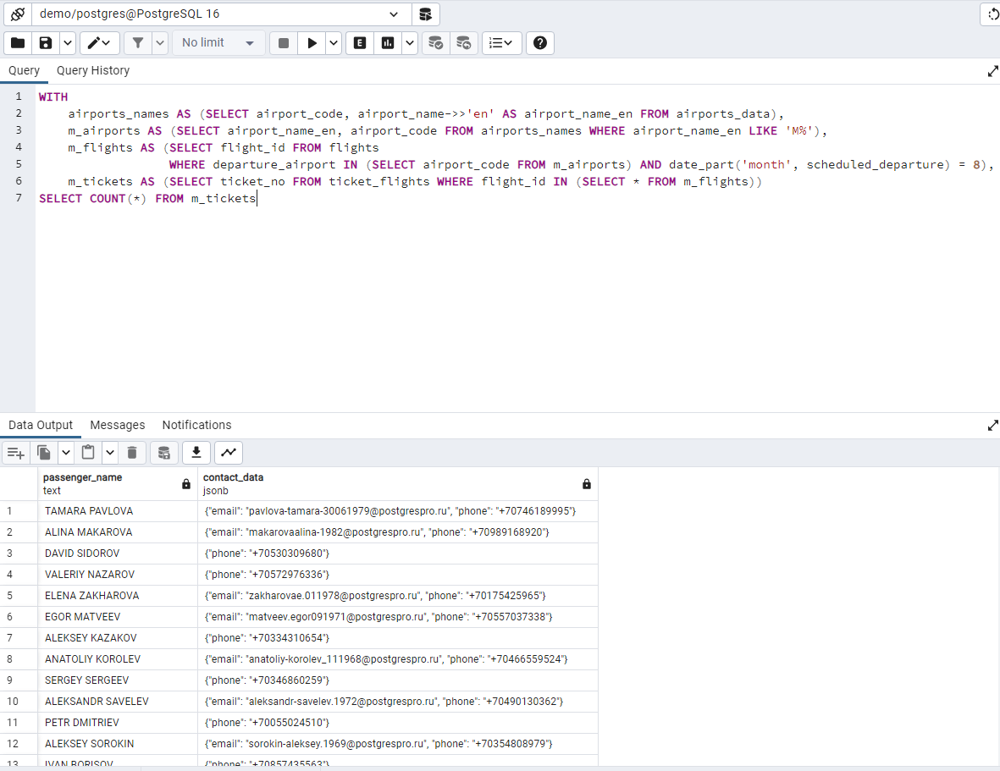 demo/postgres@PostgreSQL 16
No limit
E
Query Query History
1 WITH
2 airports_names AS (SELECT airport_code, airport_name->>'en' AS airport_name_en FROM airports_data),
3 m_airports AS (SELECT airport_name_en, airport_code FROM airports_names WHERE airport_name_en LIKE 'M%'),
4 m_flights AS (SELECT flight_id FROM flights
5 WHERE departure_airport IN (SELECT airport_code FROM m_airports) AND date_part('month', scheduled_departure) = 8),
6 m_tickets AS (SELECT ticket_no FROM ticket_flights WHERE flight_id IN (SELECT * FROM m_flights))
7 SELECT COUNT(*) FROM m_tickets
Data Output Messages Notifications
passenger_name contact_data
text jsonb
1 TAMARA PAVLOVA {"email": "pavlova-tamara-30061979@postgrespro.ru", "phone": "+70746189995"}
2 ALINA MAKAROVA {"email": "makarovaalina-1982@postgrespro.ru", "phone": "+70989168920"}
3 DAVID SIDOROV {"phone": "+70530309680"}
4 VALERIY NAZAROV {"phone": "+70572976336"}
5 ELENA ZAKHAROVA {"email": "zakharovae.011978@postgrespro.ru", "phone": "+70175425965"}
6 EGOR MATVEEV {"email": "matveev.egor091971@postgrespro.ru", "phone": "+70557037338"}
7 ALEKSEY KAZAKOV {"phone": "+70334310654"}
8 ANATOLIY KOROLEV {"email": "anatoliy-korolev_111968@postgrespro.ru", "phone": "+70466559524"}
9 SERGEY SERGEEV {"phone": "+70346860259"}
10 ALEKSANDR SAVELEV {"email": "aleksandr-savelev.1972@postgrespro.ru", "phone": "+70490130362"}
11 PETR DMITRIEV {"phone": "+70055024510"}
12 ALEKSEY SOROKIN {"email": "sorokin-aleksey.1969@postgrespro.ru", "phone": "+70354808979"}
13 IVAN BORISOV {"phone": "+70857435563"}